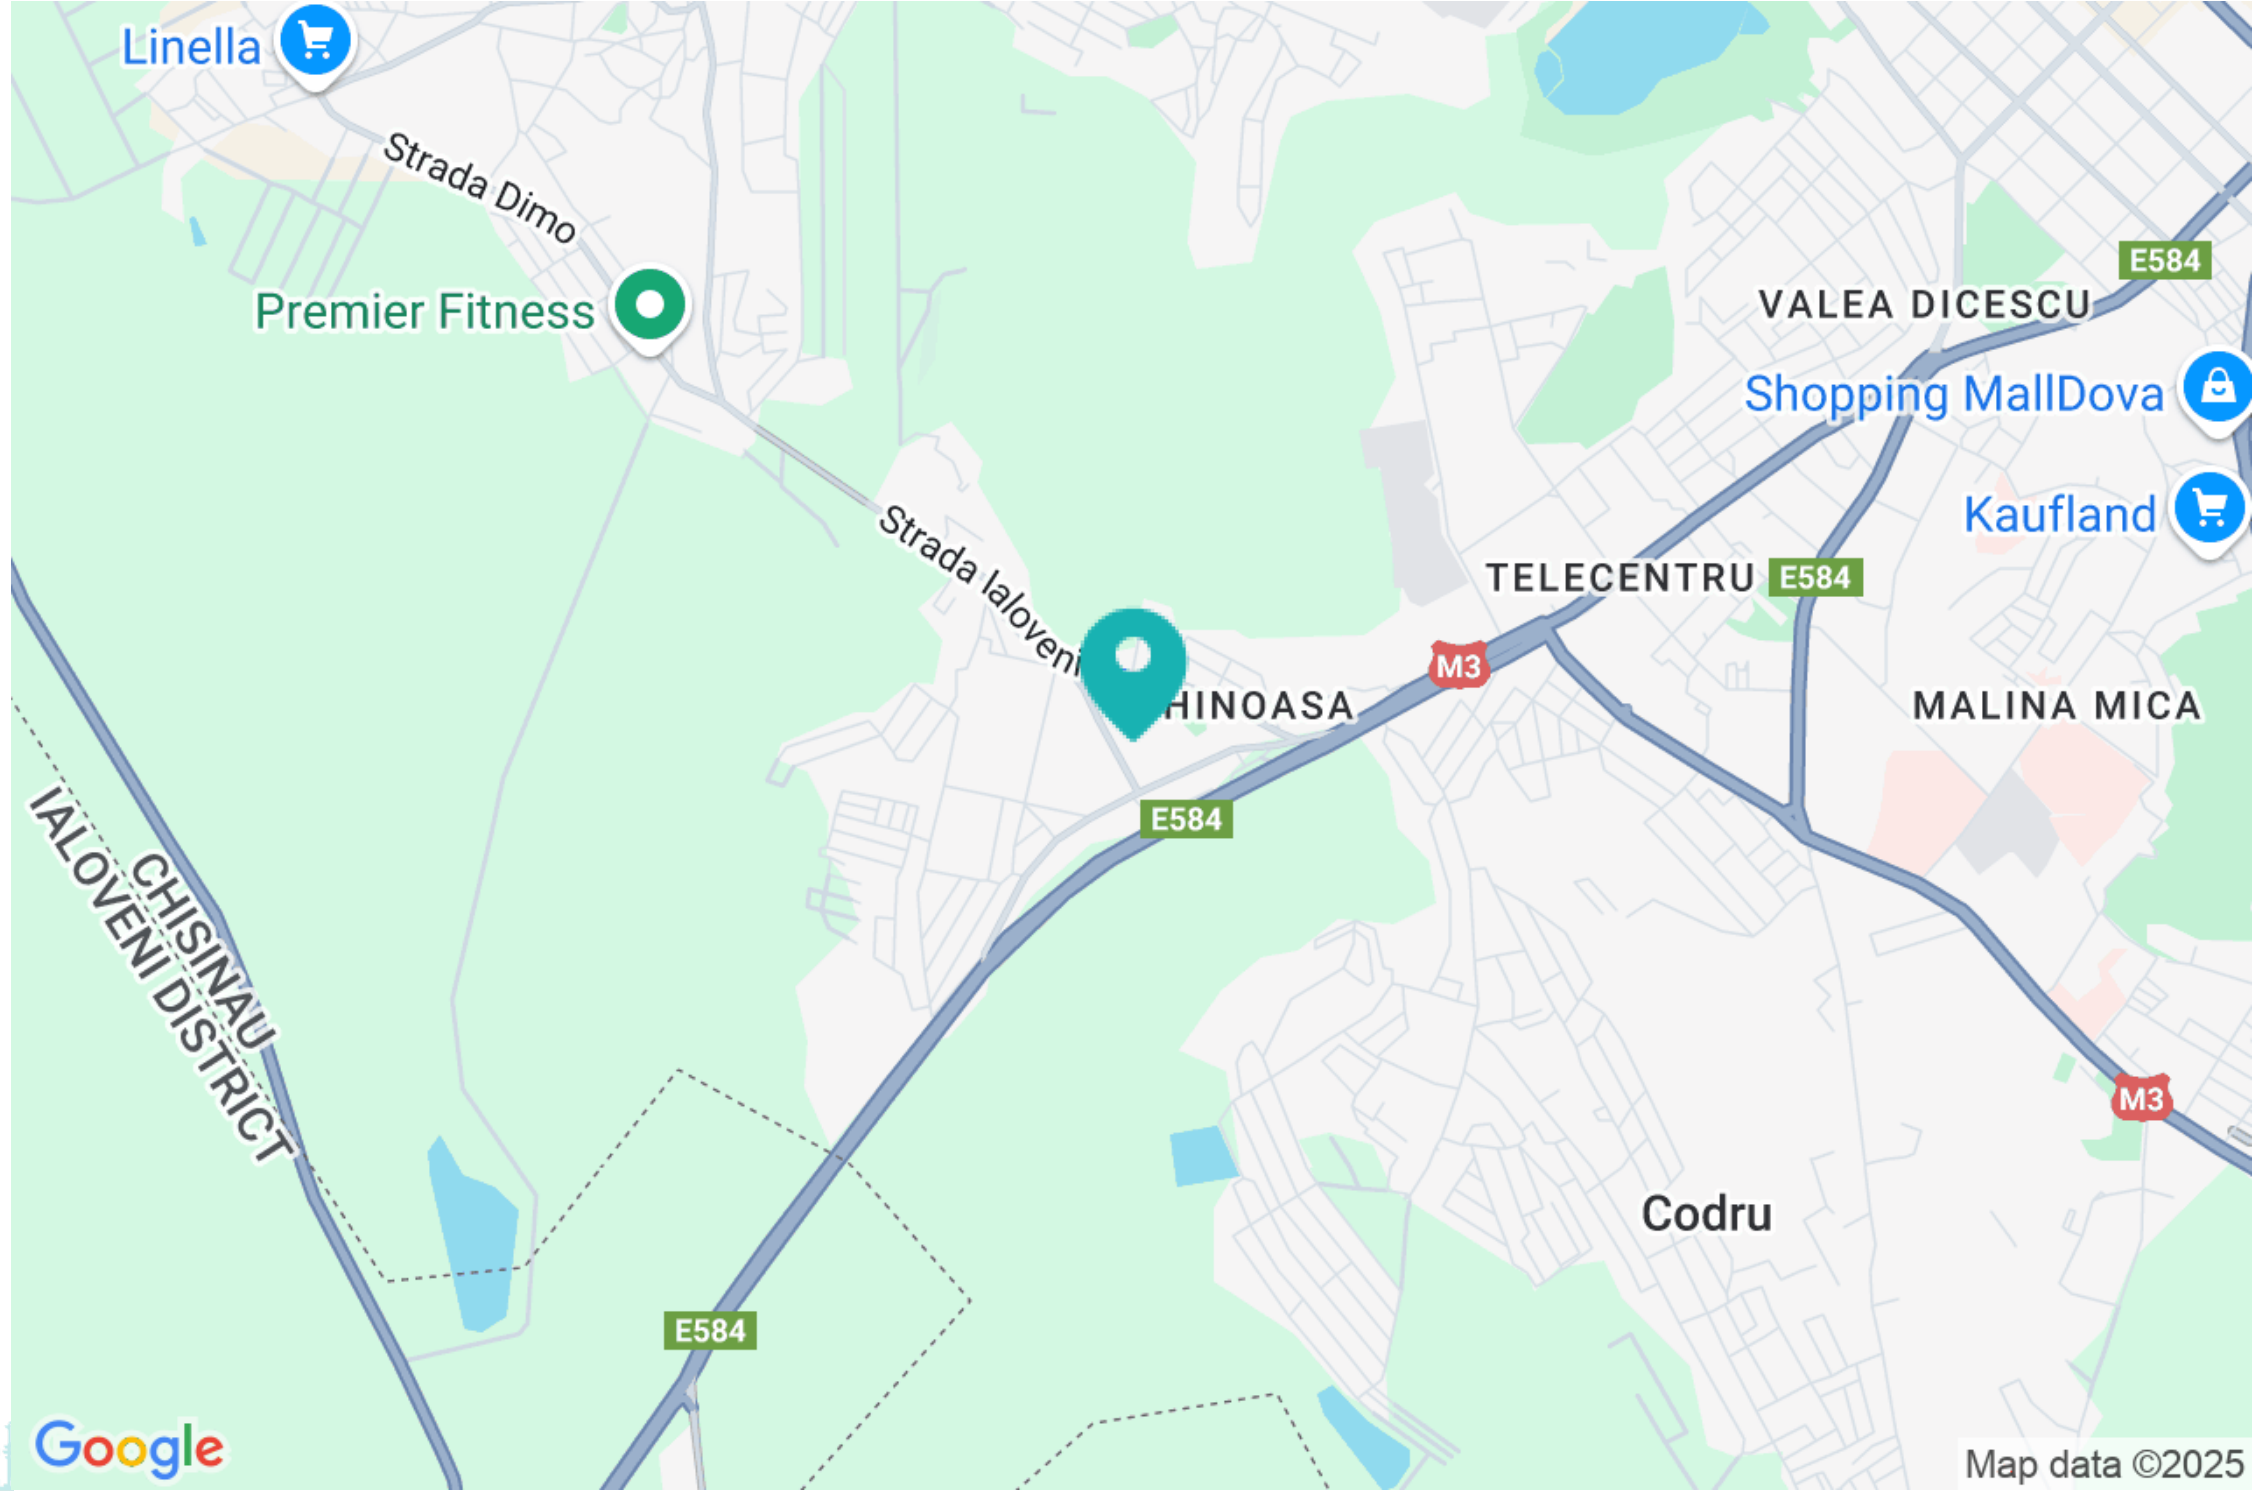 Linella
Strada Dimo
E584
Premier Fitness
VALEA DICESCU
Shopping MallDova
Kaufland
Strada Ialoveni
TELECENTRU
E584
M3
HINOASA
MALINA MICA
E584
CHISINAU
IALOVENI DISTRICT
M3
Codru
E584
Google
Map data ©2025